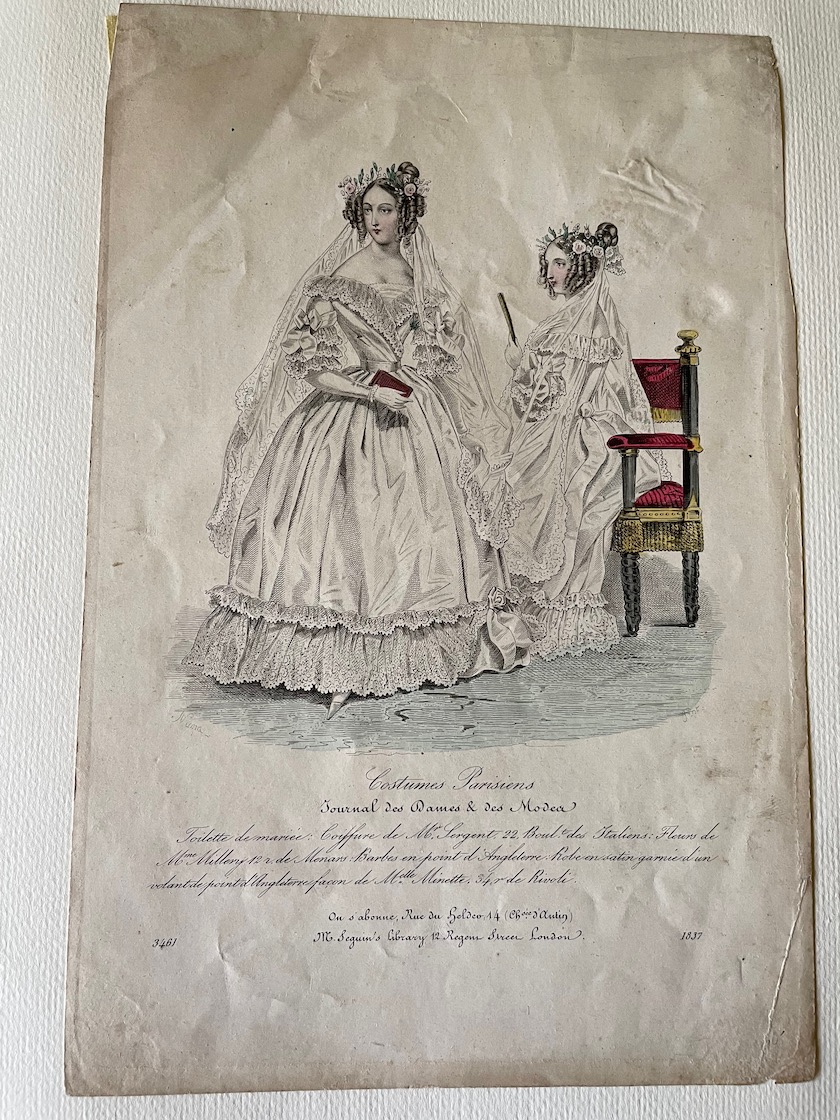 Costumes Parisiens
Journal des Dames & des Modes
Toilette de mariée: Coiffure de Mr. Sergent, 22, Boult. des Italiens: Fleurs de
Mme Millery 12 r. de Menars: Barbes en point d'Angleterre. Robe en satin garnie d'un
volant de point d'Angleterre façon de Melle Minette, 34, r. de Rivoli.
On s'abonne, Rue du Helder 14 (Chée d'Antin)
M. Seguin's Library 12 Regent Street London.
3461
1837